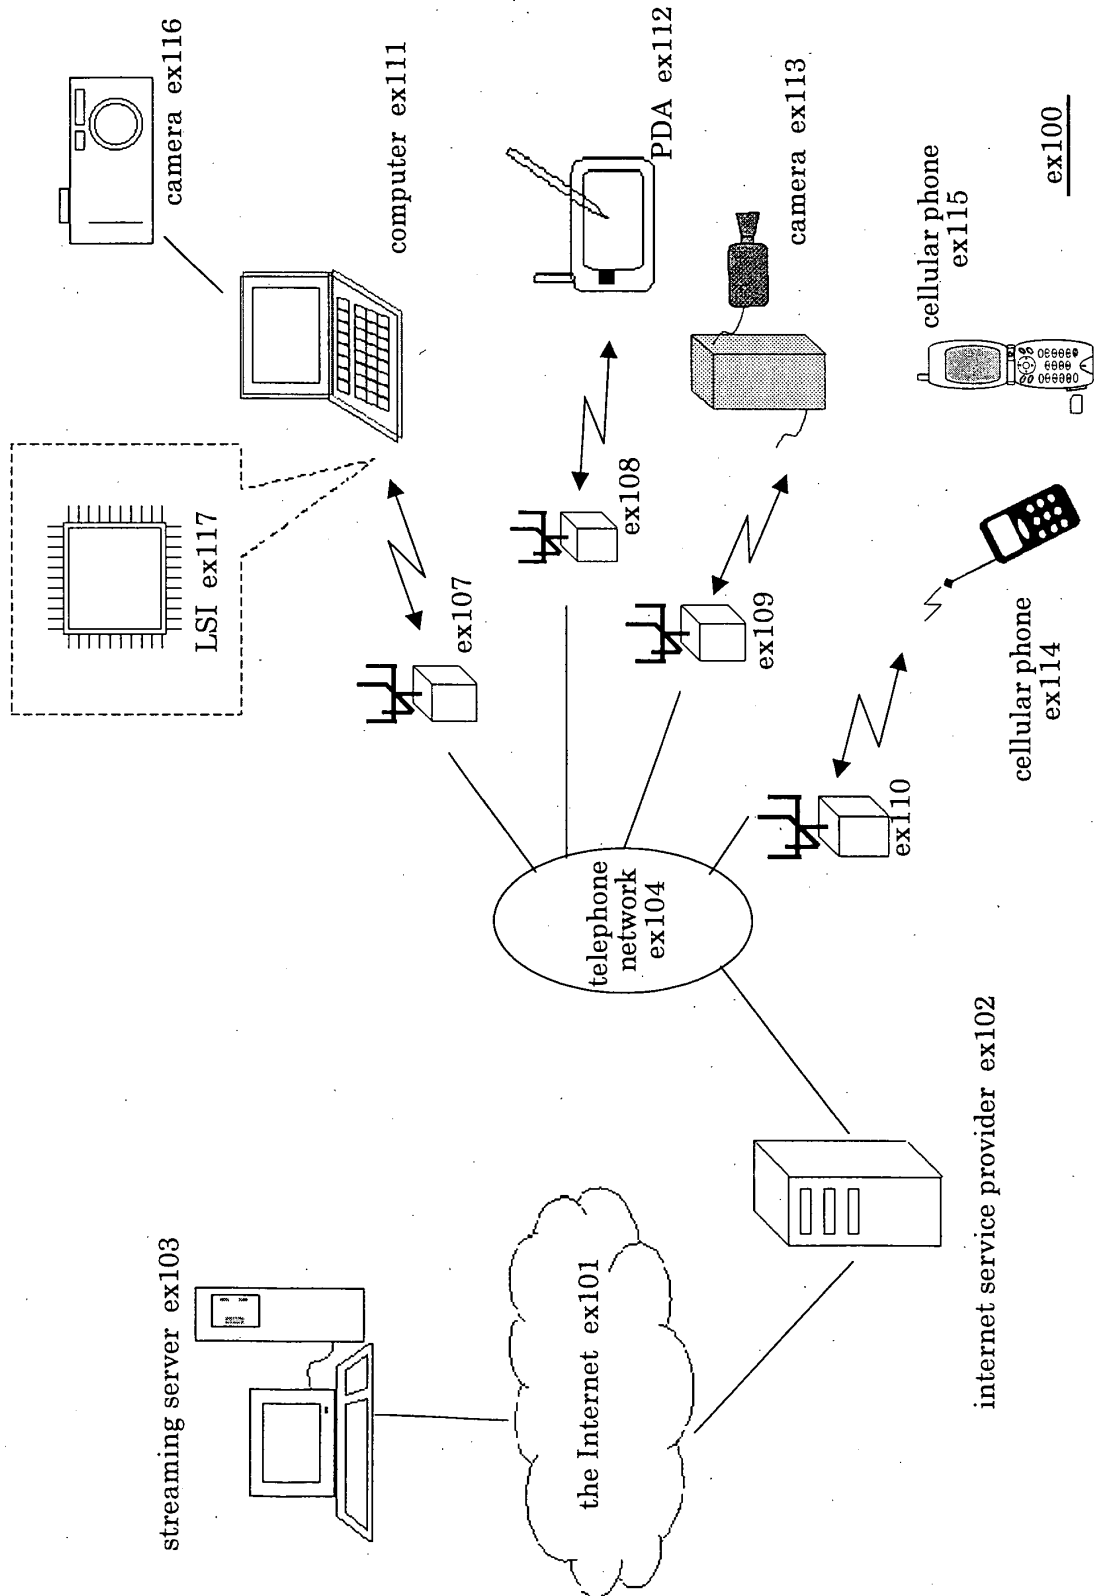 streaming server ex103
the Internet ex101
internet service provider ex102
telephone
network
ex104
LSI ex117
ex107
ex108
ex109
ex110
camera ex116
computer ex111
PDA ex112
camera ex113
cellular phone
ex114
cellular phone
ex115
ex100